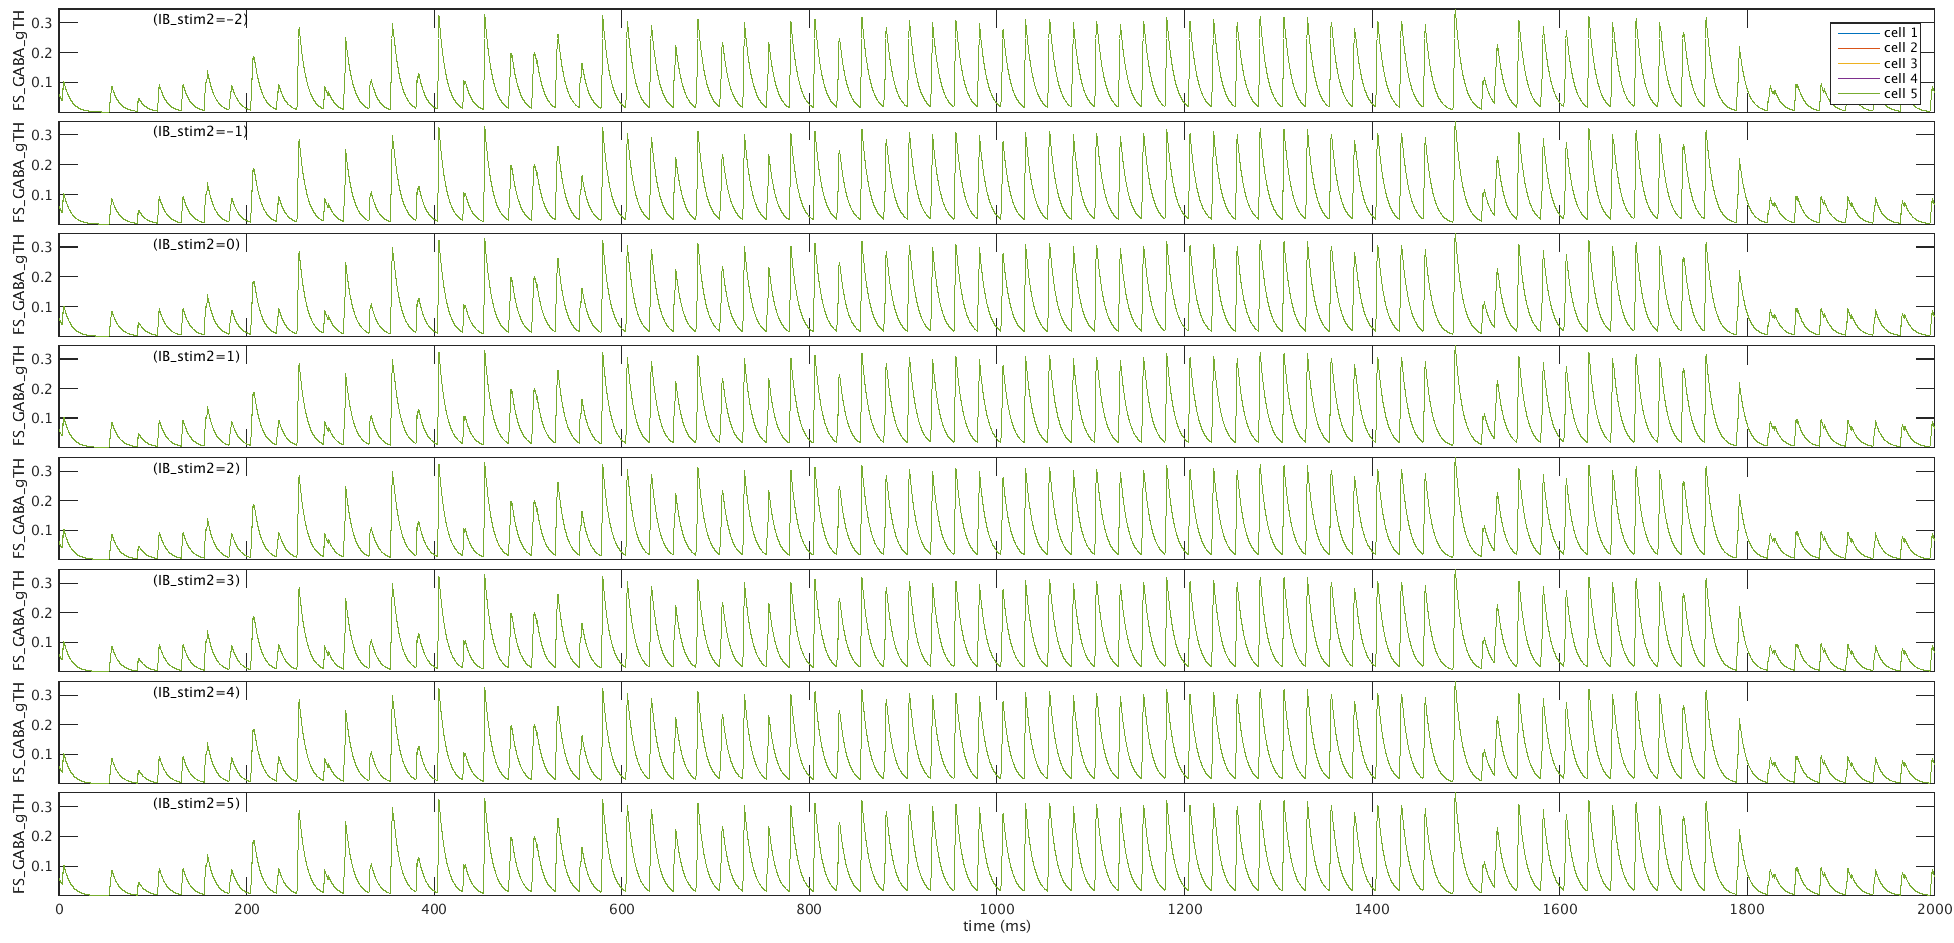 FS_GABA_gTH
0.3
0.2
0.1
(IB_stim2=-2)
cell 1
cell 2
cell 3
cell 4
cell 5
FS_GABA_gTH
0.3
0.2
0.1
(IB_stim2=-1)
FS_GABA_gTH
0.3
0.2
0.1
(IB_stim2=0)
FS_GABA_gTH
0.3
0.2
0.1
(IB_stim2=1)
FS_GABA_gTH
0.3
0.2
0.1
(IB_stim2=2)
FS_GABA_gTH
0.3
0.2
0.1
(IB_stim2=3)
FS_GABA_gTH
0.3
0.2
0.1
(IB_stim2=4)
FS_GABA_gTH
0.3
0.2
0.1
(IB_stim2=5)
0 200 400 600 800 1000 1200 1400 1600 1800 2000
time (ms)